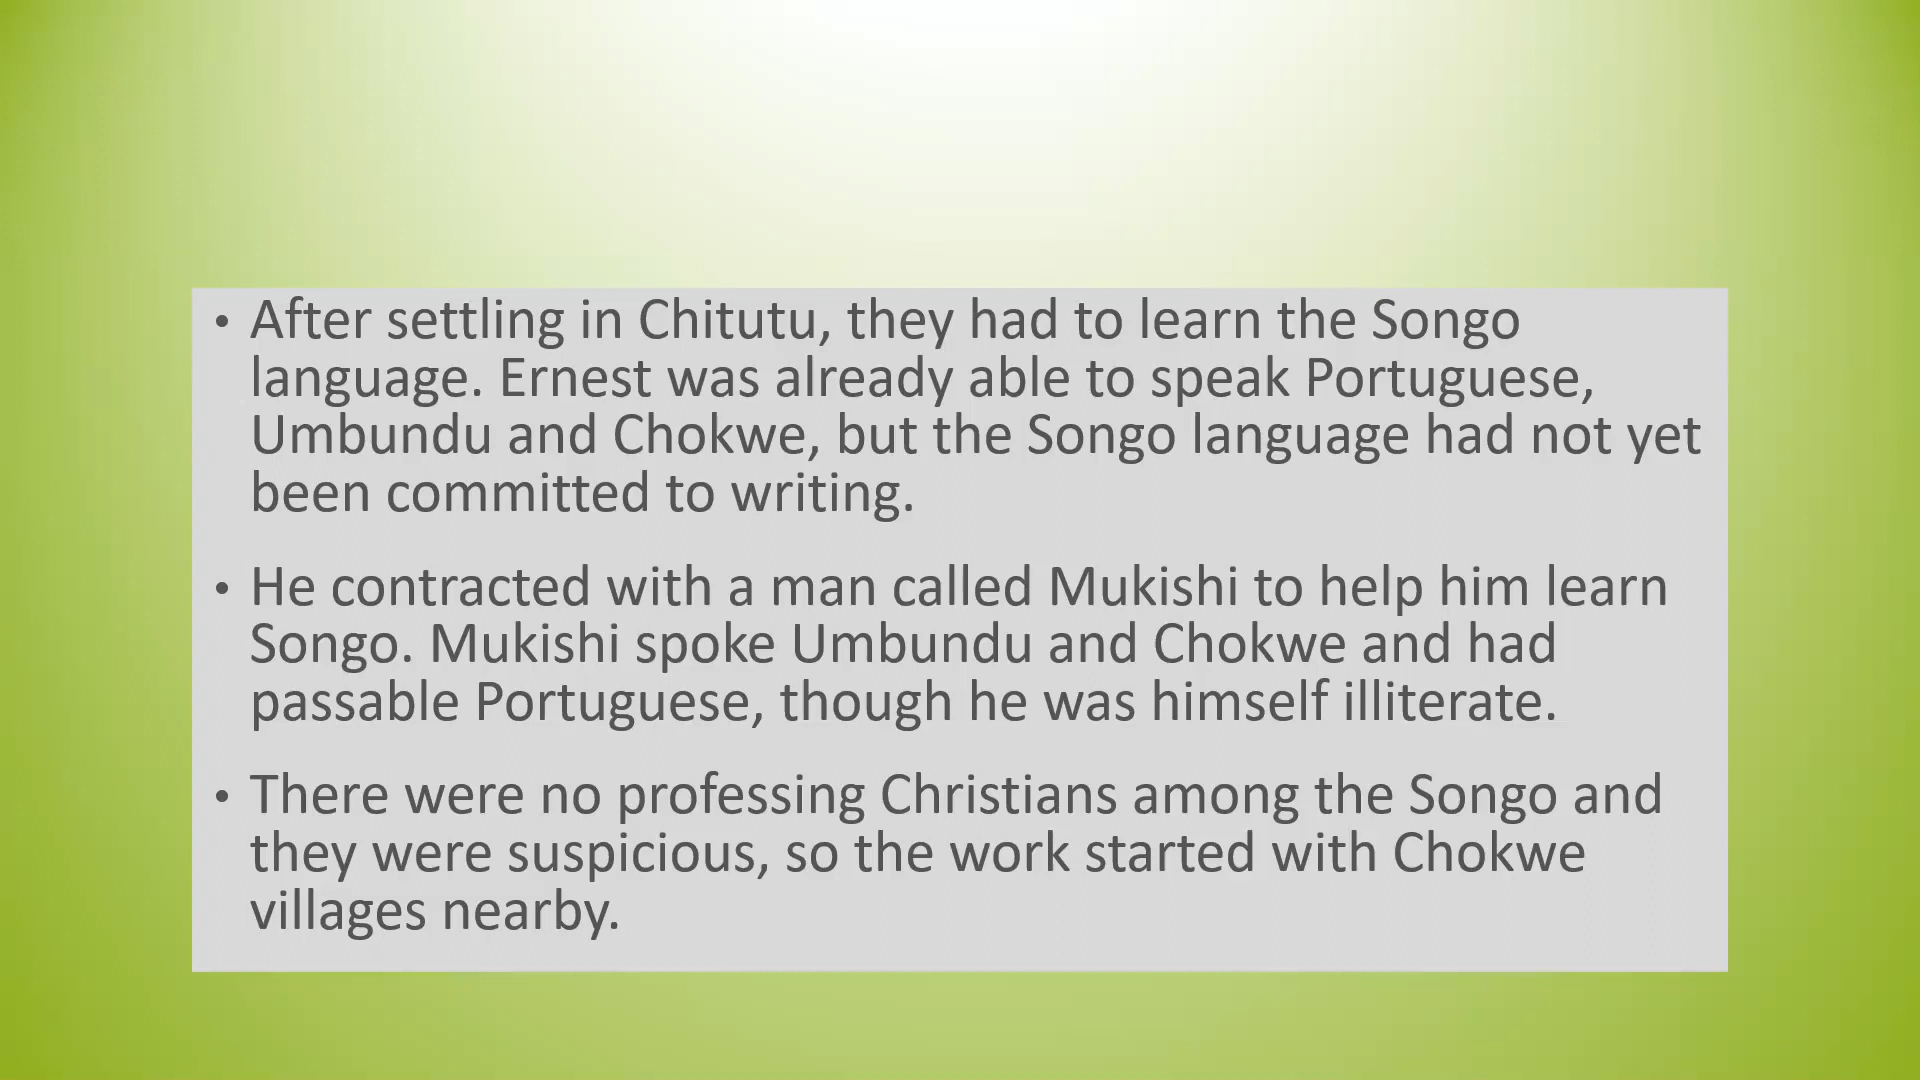 • After settling in Chitutu, they had to learn the Songo
language. Ernest was already able to speak Portuguese,
Umbundu and Chokwe, but the Songo language had not yet
been committed to writing.
• He contracted with a man called Mukishi to help him learn
Songo. Mukishi spoke Umbundu and Chokwe and had
passable Portuguese, though he was himself illiterate.
• There were no professing Christians among the Songo and
they were suspicious, so the work started with Chokwe
villages nearby.